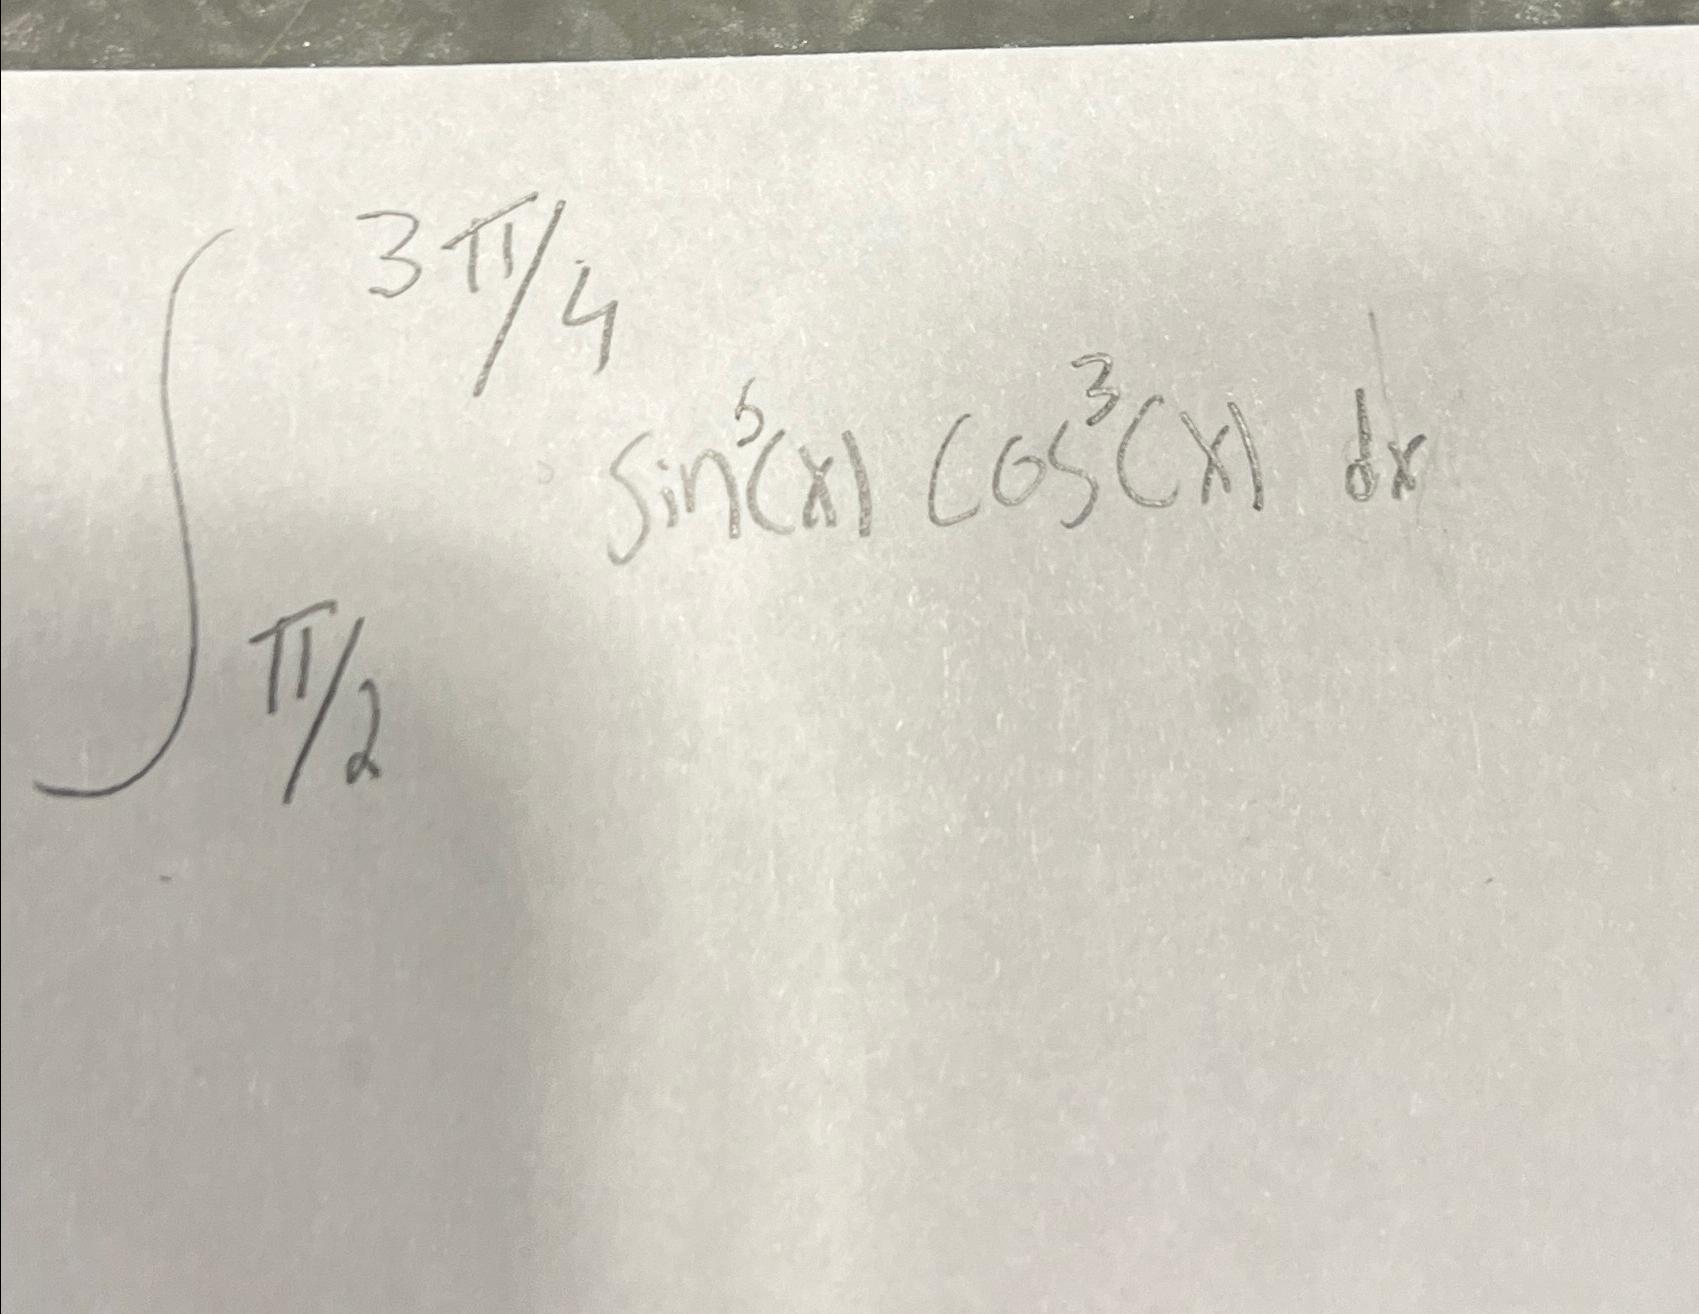 ∫_{π/2}^{3π/4} sin⁵(x) cos³(x) dx